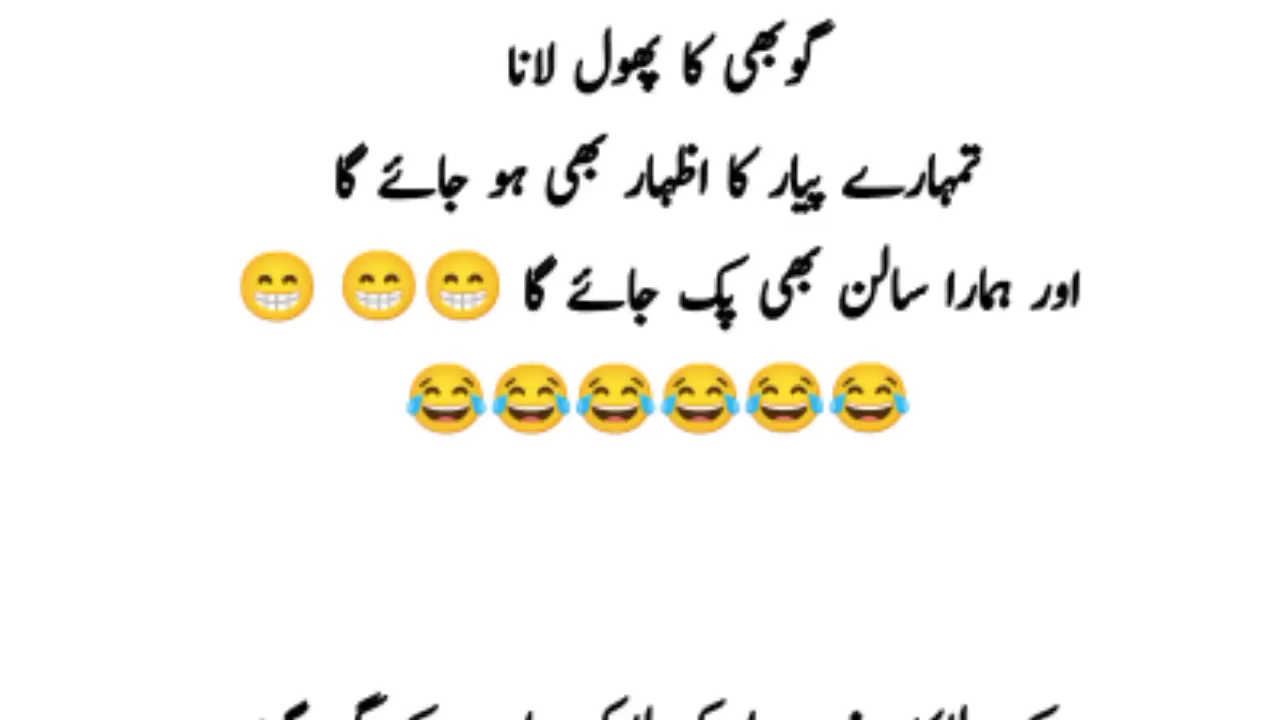 گوبھی کا پھول لانا
تمہارے پیار کا اظہار بھی ہو جائے گا
اور ہمارا سالن بھی پک جائے گا 😁😁 😁
😂😂😂😂😂😂